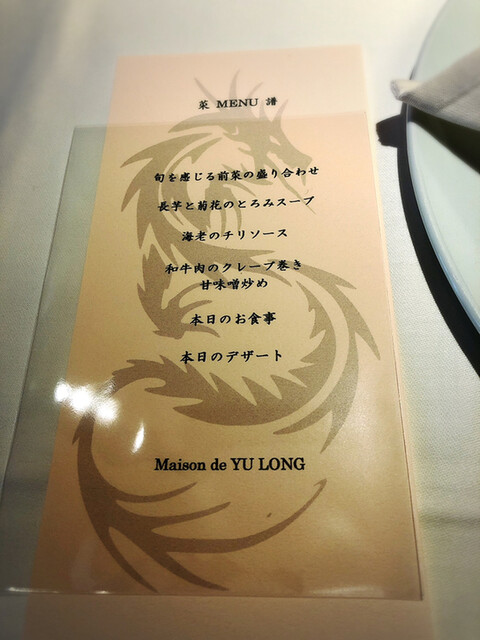 菜 MENU 譜
旬を感じる前菜の盛り合わせ
長芋と菊花のとろみスープ
海老のチリソース
和牛肉のクレープ巻き
甘味噌炒め
本日のお食事
本日のデザート
Maison de YU LONG